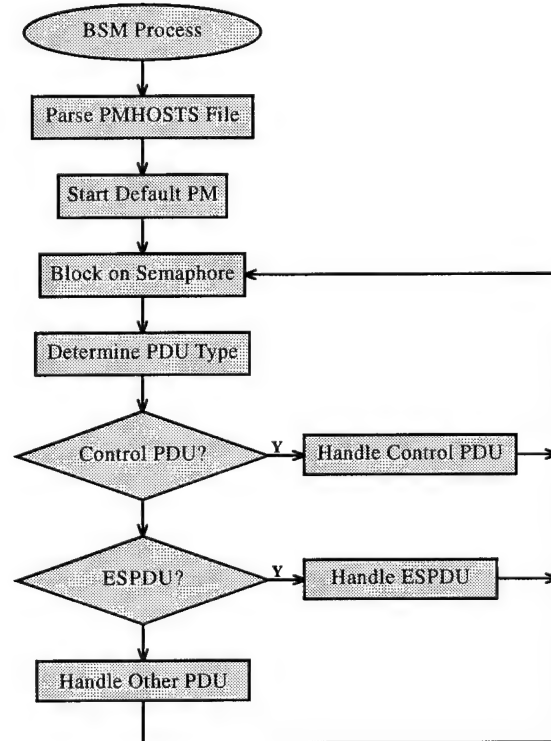 BSM Process
Parse PMHOSTS File
Start Default PM
Block on Semaphore
Determine PDU Type
Control PDU?
Y
Handle Control PDU
ESPDU?
Y
Handle ESPDU
Handle Other PDU